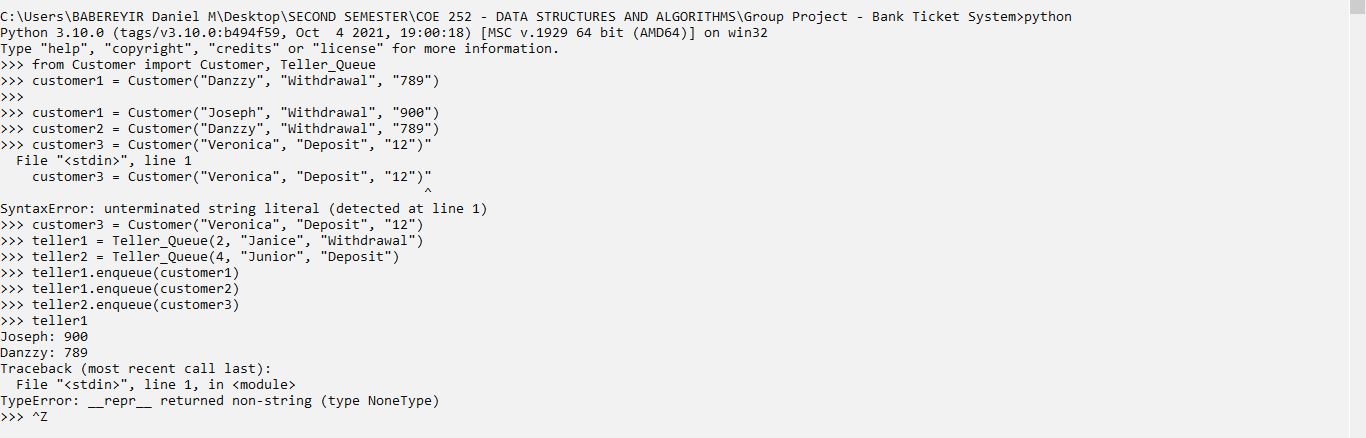 C:\Users\BABEREYIR Daniel M\Desktop\SECOND SEMESTER\COE 252 - DATA STRUCTURES AND ALGORITHMS\Group Project - Bank Ticket System>python
Python 3.10.0 (tags/v3.10.0:b494f59, Oct  4 2021, 19:00:18) [MSC v.1929 64 bit (AMD64)] on win32
Type "help", "copyright", "credits" or "license" for more information.
>>> from Customer import Customer, Teller_Queue
>>> customer1 = Customer("Danzzy", "Withdrawal", "789")
>>>
>>> customer1 = Customer("Joseph", "Withdrawal", "900")
>>> customer2 = Customer("Danzzy", "Withdrawal", "789")
>>> customer3 = Customer("Veronica", "Deposit", "12")"
  File "<stdin>", line 1
    customer3 = Customer("Veronica", "Deposit", "12")"
                                                     ^
SyntaxError: unterminated string literal (detected at line 1)
>>> customer3 = Customer("Veronica", "Deposit", "12")
>>> teller1 = Teller_Queue(2, "Janice", "Withdrawal")
>>> teller2 = Teller_Queue(4, "Junior", "Deposit")
>>> teller1.enqueue(customer1)
>>> teller1.enqueue(customer2)
>>> teller2.enqueue(customer3)
>>> teller1
Joseph: 900
Danzzy: 789
Traceback (most recent call last):
  File "<stdin>", line 1, in <module>
TypeError: __repr__ returned non-string (type NoneType)
>>> ^Z